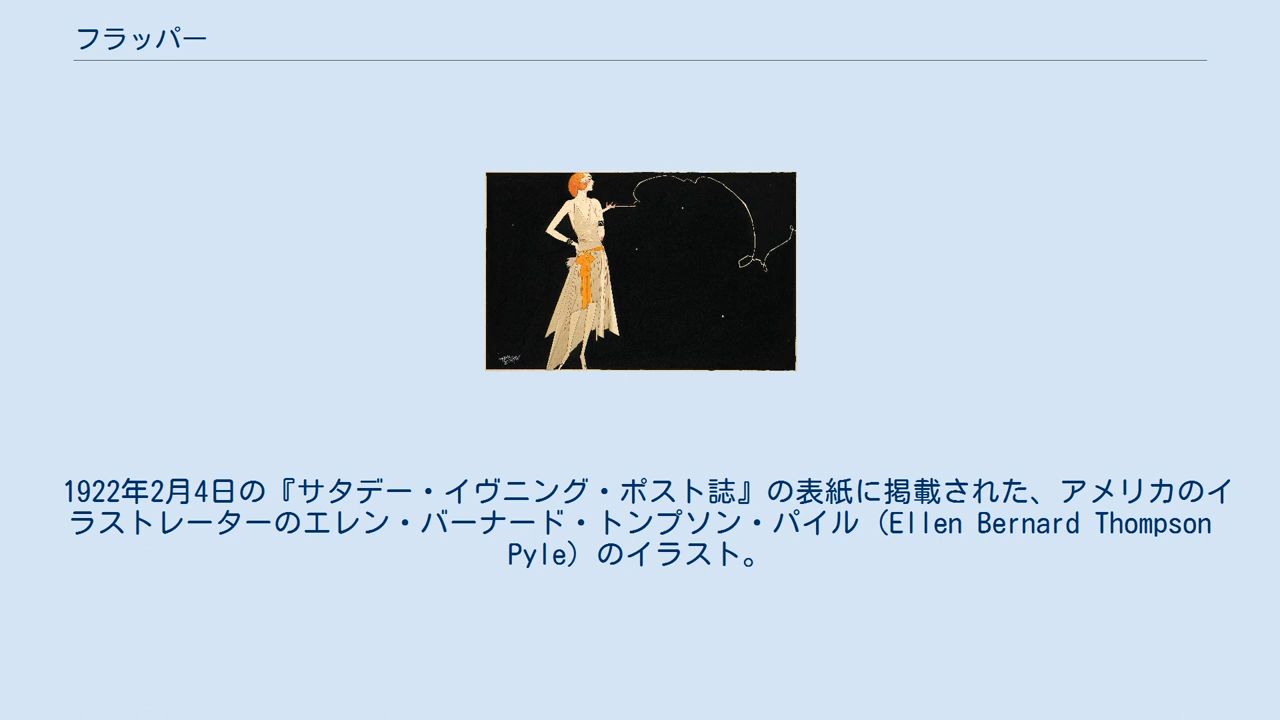 フラッパー
1922年2月4日の『サタデー・イヴニング・ポスト誌』の表紙に掲載された、アメリカのイ
ラストレーターのエレン・バーナード・トンプソン・パイル（Ellen Bernard Thompson
Pyle）のイラスト。